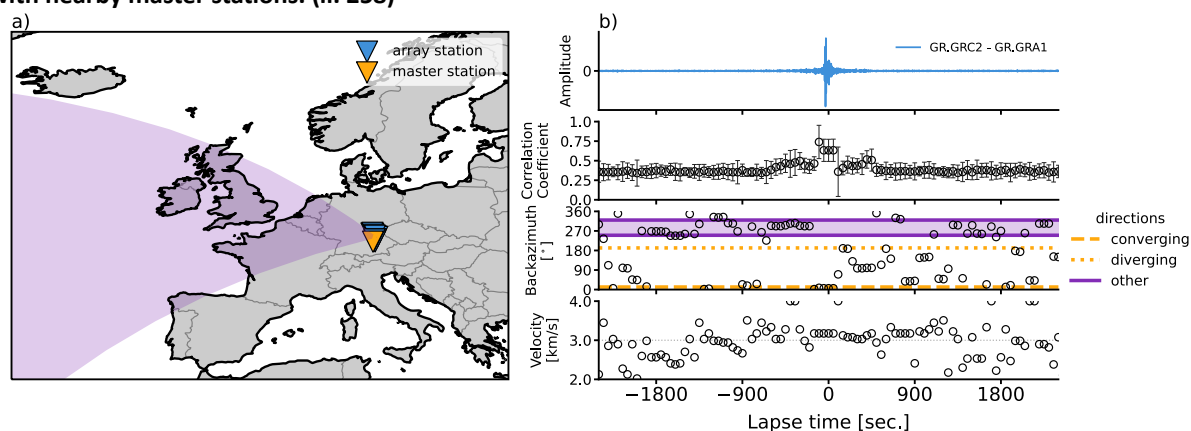 with nearby master stations. (ll. 238)
a)
array station
master station
b)
Amplitude
0
GR.GRC2 - GR.GRA1
Correlation
Coefficient
1.0
0.75
0.5
0.25
0.0
Backazimuth
[°]
360
270
180
90
0
directions
converging
diverging
other
Velocity
[km/s]
4.0
3.0
2.0
−1800 −900 0 900 1800
Lapse time [sec.]